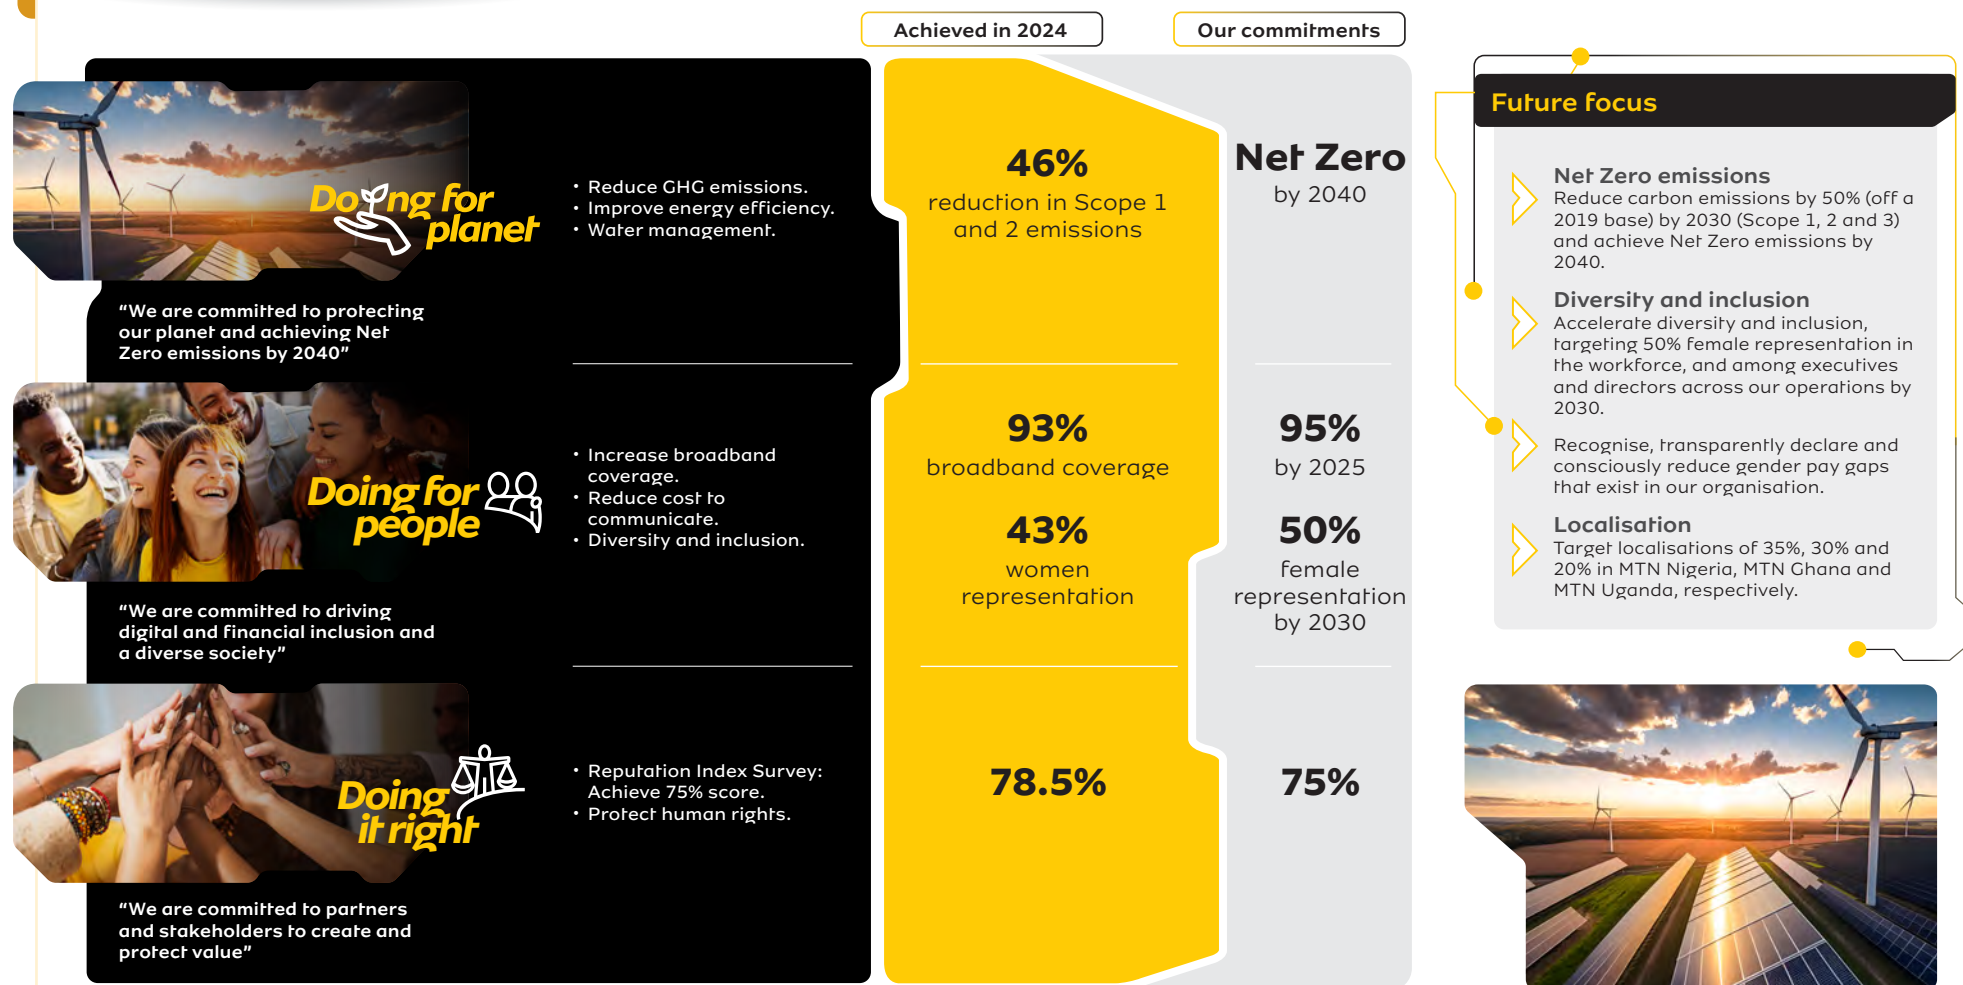 Achieved in 2024
Our commitments
Doing for
planet
"We are committed to protecting
our planet and achieving Net
Zero emissions by 2040"
• Reduce GHG emissions.
• Improve energy efficiency.
• Water management.
46%
reduction in Scope 1
and 2 emissions
Net Zero
by 2040
Doing for
people
"We are committed to driving
digital and financial inclusion and
a diverse society"
• Increase broadband
coverage.
• Reduce cost to
communicate.
• Diversity and inclusion.
93%
broadband coverage
95%
by 2025
43%
women
representation
50%
female
representation
by 2030
Doing
it right
"We are committed to partners
and stakeholders to create and
protect value"
• Reputation Index Survey:
Achieve 75% score.
• Protect human rights.
78.5%
75%
Future focus
Net Zero emissions
Reduce carbon emissions by 50% (off a
2019 base) by 2030 (Scope 1, 2 and 3)
and achieve Net Zero emissions by
2040.
Diversity and inclusion
Accelerate diversity and inclusion,
targeting 50% female representation in
the workforce, and among executives
and directors across our operations by
2030.
Recognise, transparently declare and
consciously reduce gender pay gaps
that exist in our organisation.
Localisation
Target localisations of 35%, 30% and
20% in MTN Nigeria, MTN Ghana and
MTN Uganda, respectively.